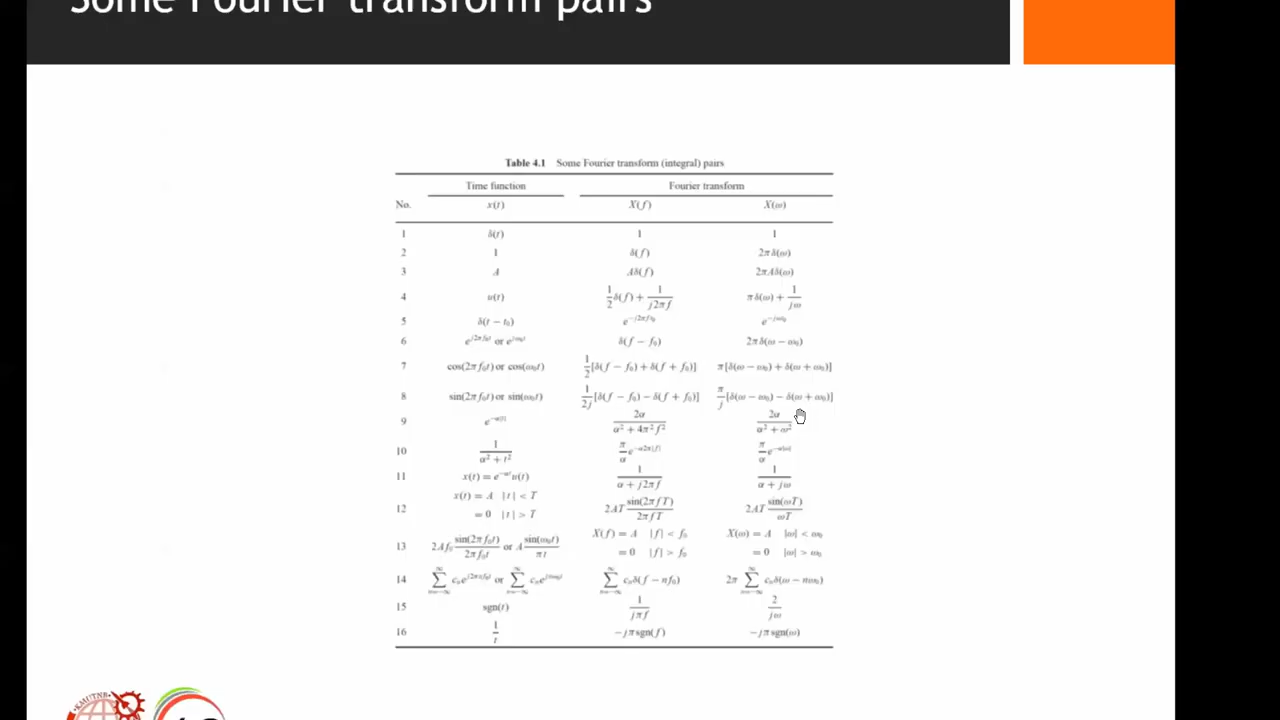 Some Fourier transform pairs
Table 4.1 Some Fourier transform (integral) pairs
Time function Fourier transform
No. x(t) X(f) X(ω)
1 δ(t) 1 1
2 1 δ(f) 2πδ(ω)
3 A Aδ(f) 2πAδ(ω)
4 u(t) 1/2 δ(f) + 1/(j2πf) πδ(ω) + 1/(jω)
5 δ(t − t₀) e^(−j2πft₀) e^(−jωt₀)
6 e^(j2πf₀t) or e^(jω₀t) δ(f − f₀) 2πδ(ω − ω₀)
7 cos(2πf₀t) or cos(ω₀t) 1/2 [δ(f − f₀) + δ(f + f₀)] π[δ(ω − ω₀) + δ(ω + ω₀)]
8 sin(2πf₀t) or sin(ω₀t) 1/(2j) [δ(f − f₀) − δ(f + f₀)] π/j [δ(ω − ω₀) − δ(ω + ω₀)]
9 e^(−α|t|) 2α/(α² + 4π²f²) 2α/(α² + ω²)
10 1/(α² + t²) π/α e^(−α2π|f|) π/α e^(−α|ω|)
11 x(t) = e^(−αt)u(t) 1/(α + j2πf) 1/(α + jω)
12 x(t) = A |t| < T 2AT sin(2πfT)/(2πfT) 2AT sin(ωT)/(ωT)
= 0 |t| > T
13 2Af₀ sin(2πf₀t)/(2πf₀t) or A sin(ω₀t)/(πt) X(f) = A |f| < f₀ X(ω) = A |ω| < ω₀
= 0 |f| > f₀ = 0 |ω| > ω₀
14 ∑_(n=−∞)^∞ cₙe^(j2πnf₀t) or ∑_(n=−∞)^∞ cₙe^(jnω₀t) ∑_(n=−∞)^∞ cₙδ(f − nf₀) 2π ∑_(n=−∞)^∞ cₙδ(ω − nω₀)
15 sgn(t) 1/(jπf) 2/(jω)
16 1/t −jπsgn(f) −jπsgn(ω)
KMUTNB